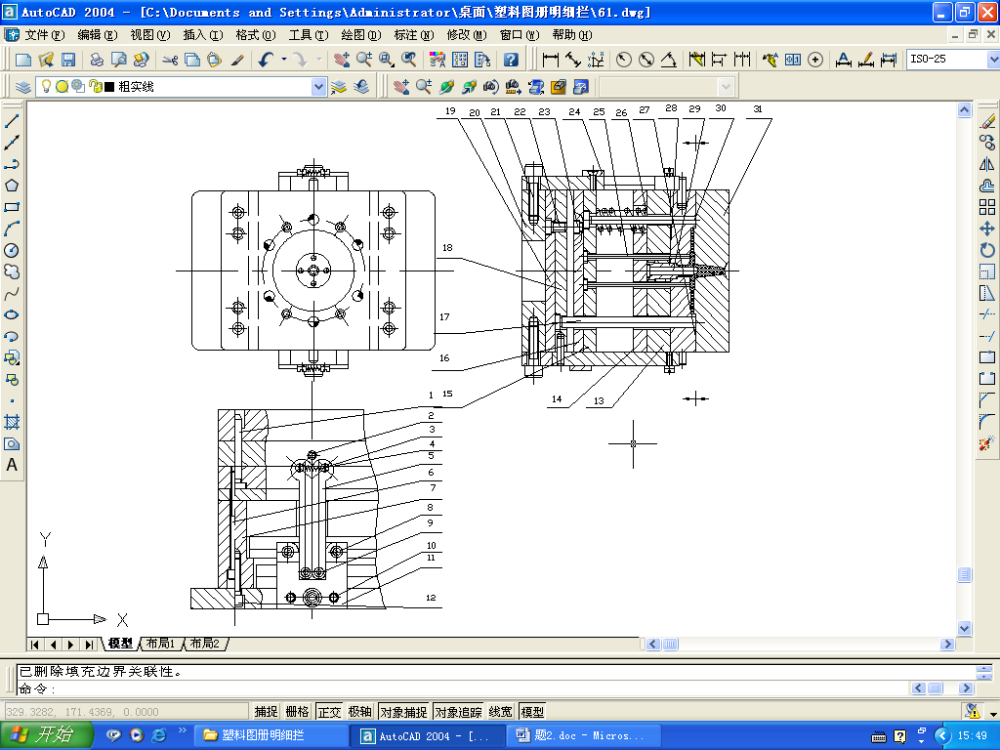 AutoCAD 2004 - [C:\Documents and Settings\Administrator\桌面\塑料图册明细拦\61.dwg]
文件(F) 编辑(E) 视图(V) 插入(I) 格式(O) 工具(T) 绘图(D) 标注(N) 修改(M) 窗口(W) 帮助(H)
ISO-25
粗实线
19 20 21 22 23 24 25 26 27 28 29 30 31
18
17
16
14 13
1 15
2
3
4
5
6
7
8
9
10
11
12
Y
X
模型 布局1 布局2
已删除填充边界关联性。
命令:
329.3282, 171.4369, 0.0000 捕捉 栅格 正交 极轴 对象捕捉 对象追踪 线宽 模型
开始 塑料图册明细拦 AutoCAD 2004 - [... 题2.doc - Micros... 15:49